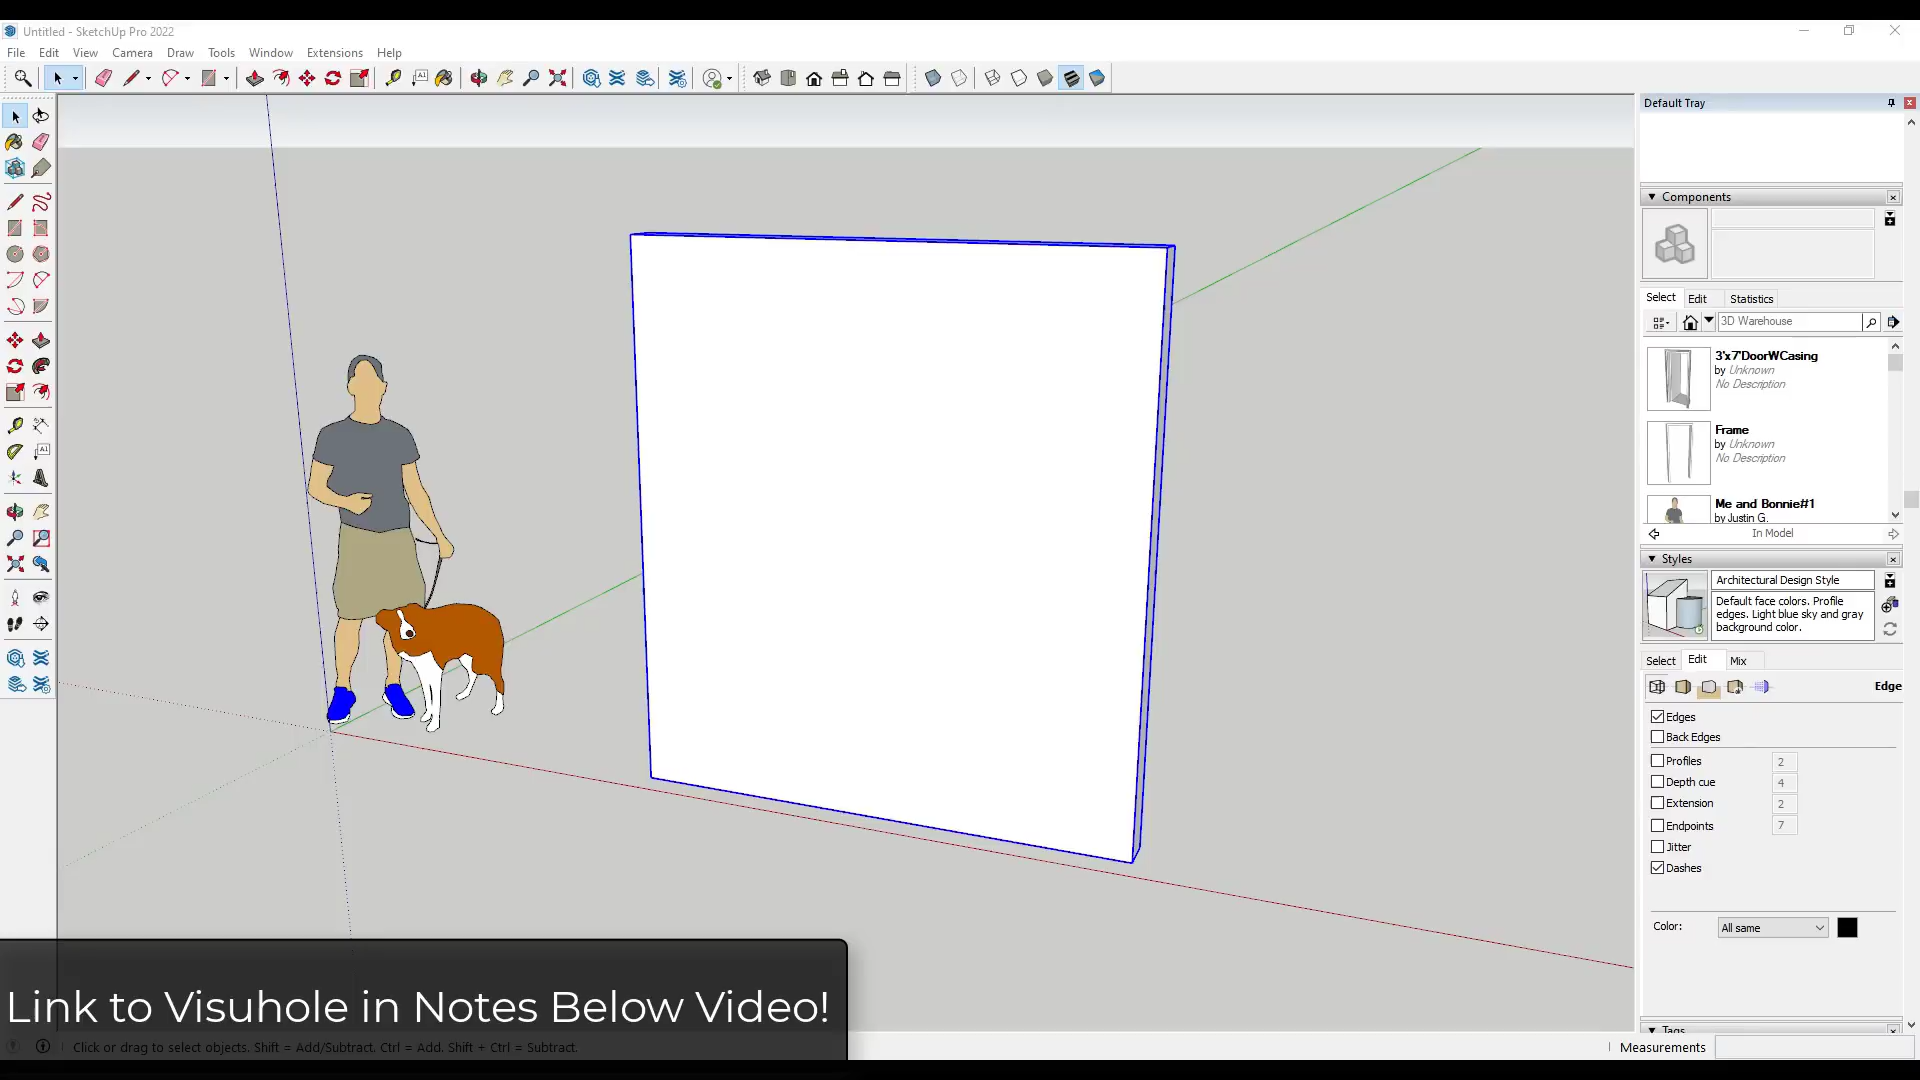 Untitled - SketchUp Pro 2022
File Edit View Camera Draw Tools Window Extensions Help
Default Tray
Components
Select Edit Statistics
3D Warehouse
3'x7'DoorWCasing
by Unknown
No Description
Frame
by Unknown
No Description
Me and Bonnie#1
by Justin G.
In Model
Styles
Architectural Design Style
Default face colors. Profile
edges. Light blue sky and gray
background color.
Select Edit Mix
Edge
Edges
Back Edges
Profiles 2
Depth cue 4
Extension 2
Endpoints 7
Jitter
Dashes
Color: All same
Tags
Link to Visuhole in Notes Below Video!
Click or drag to select objects. Shift = Add/Subtract. Ctrl = Add. Shift + Ctrl = Subtract.
Measurements